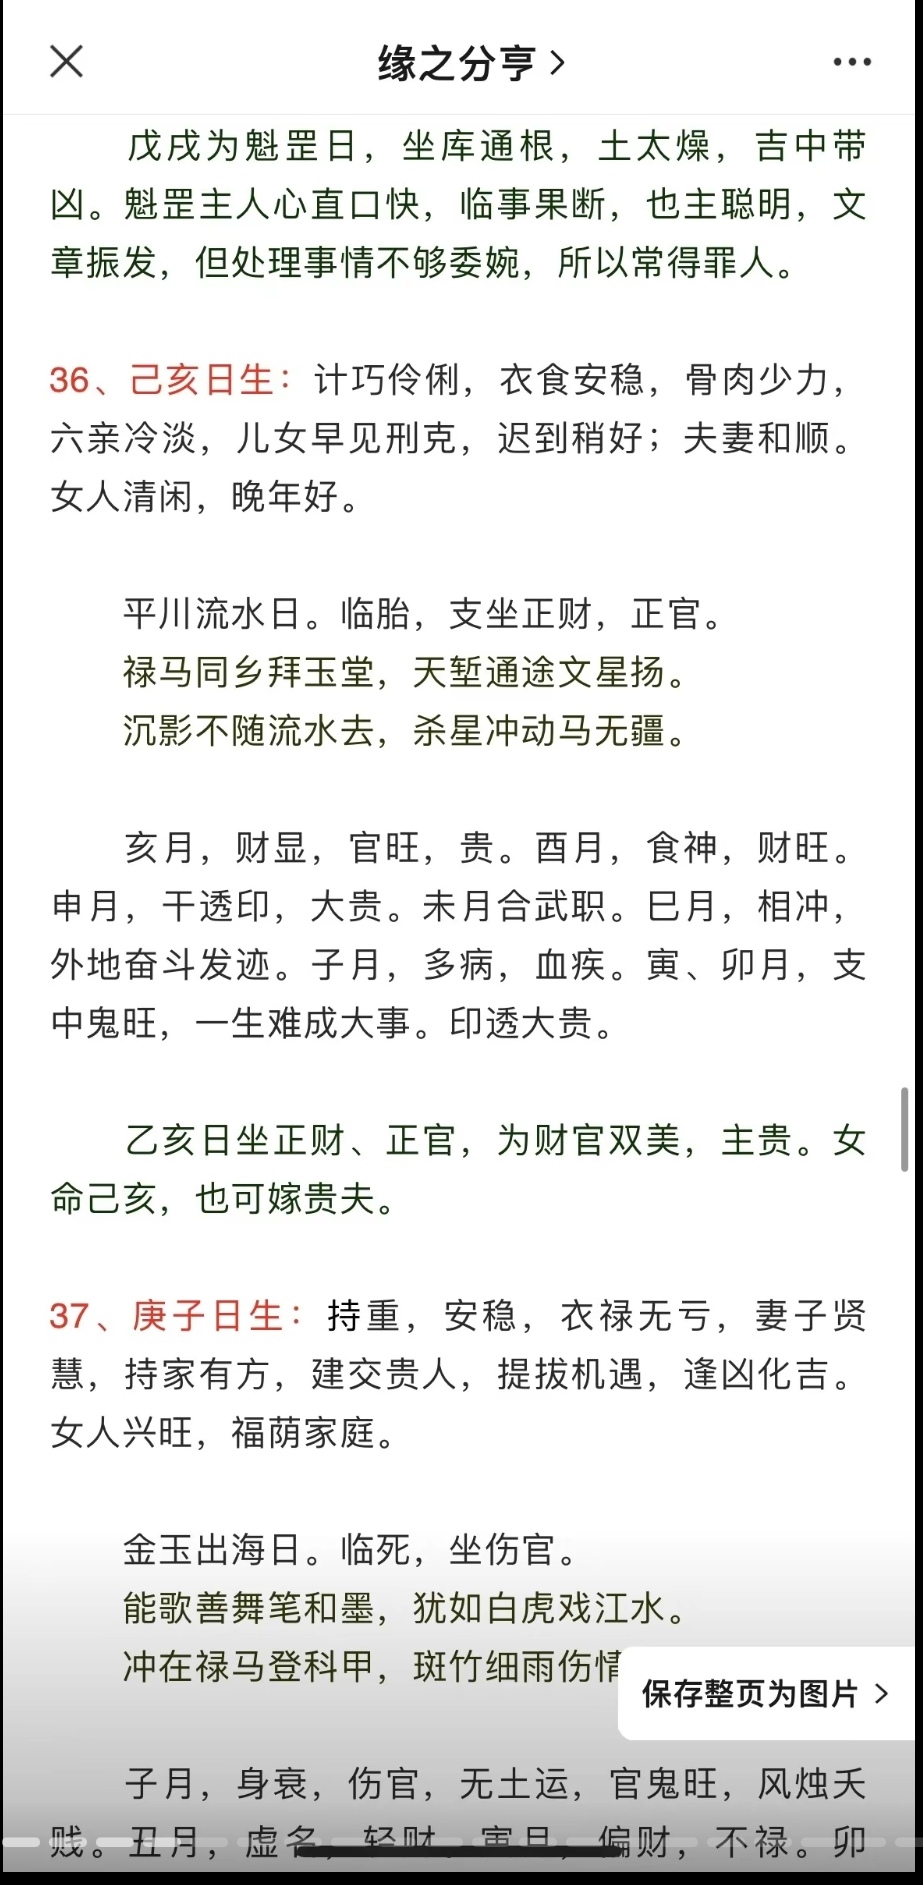 缘之分享
戊戌为魁罡日，坐库通根，土太燥，吉中带
凶。魁罡主人心直口快，临事果断，也主聪明，文
章振发，但处理事情不够委婉，所以常得罪人。
36、己亥日生：计巧伶俐，衣食安稳，骨肉少力，
六亲冷淡，儿女早见刑克，迟到稍好；夫妻和顺。
女人清闲，晚年好。
平川流水日。临胎，支坐正财，正官。
禄马同乡拜玉堂，天堑通途文星扬。
沉影不随流水去，杀星冲动马无疆。
亥月，财显，官旺，贵。酉月，食神，财旺。
申月，干透印，大贵。未月合武职。巳月，相冲，
外地奋斗发迹。子月，多病，血疾。寅、卯月，支
中鬼旺，一生难成大事。印透大贵。
乙亥日坐正财、正官，为财官双美，主贵。女
命己亥，也可嫁贵夫。
37、庚子日生：持重，安稳，衣禄无亏，妻子贤
慧，持家有方，建交贵人，提拔机遇，逢凶化吉。
女人兴旺，福荫家庭。
金玉出海日。临死，坐伤官。
能歌善舞笔和墨，犹如白虎戏江水。
冲在禄马登科甲，斑竹细雨伤情
保存整页为图片
子月，身衰，伤官，无土运，官鬼旺，风烛夭
贱。丑月，虚名，轻财。寅月，偏财，不禄。卯